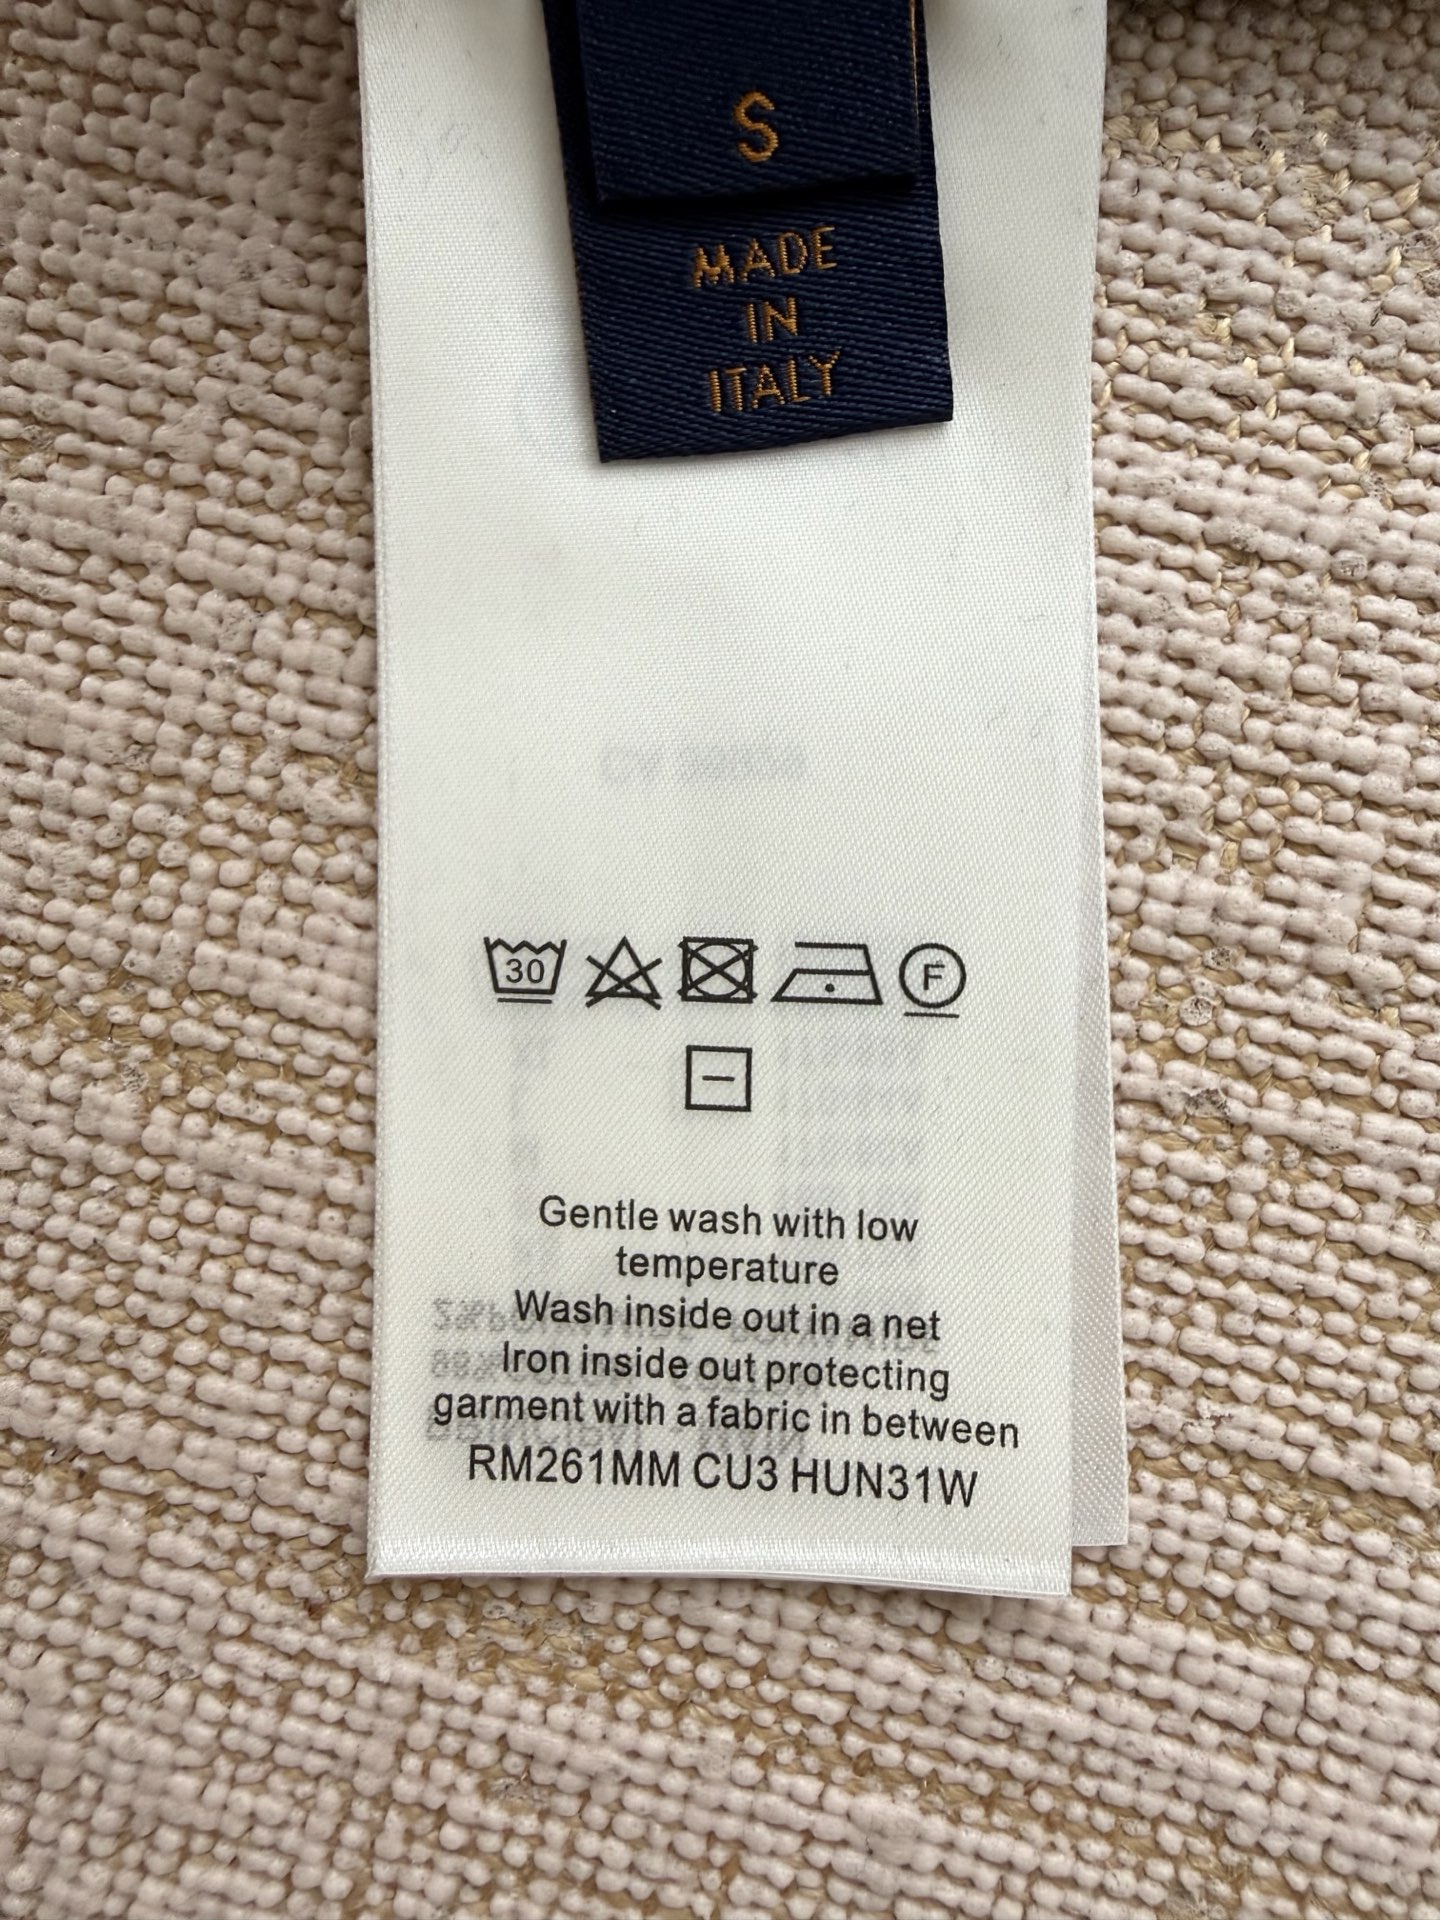 S
MADE
IN
ITALY
30
F
Gentle wash with low
temperature
Wash inside out in a net
Iron inside out protecting
garment with a fabric in between
RM261MM CU3 HUN31W